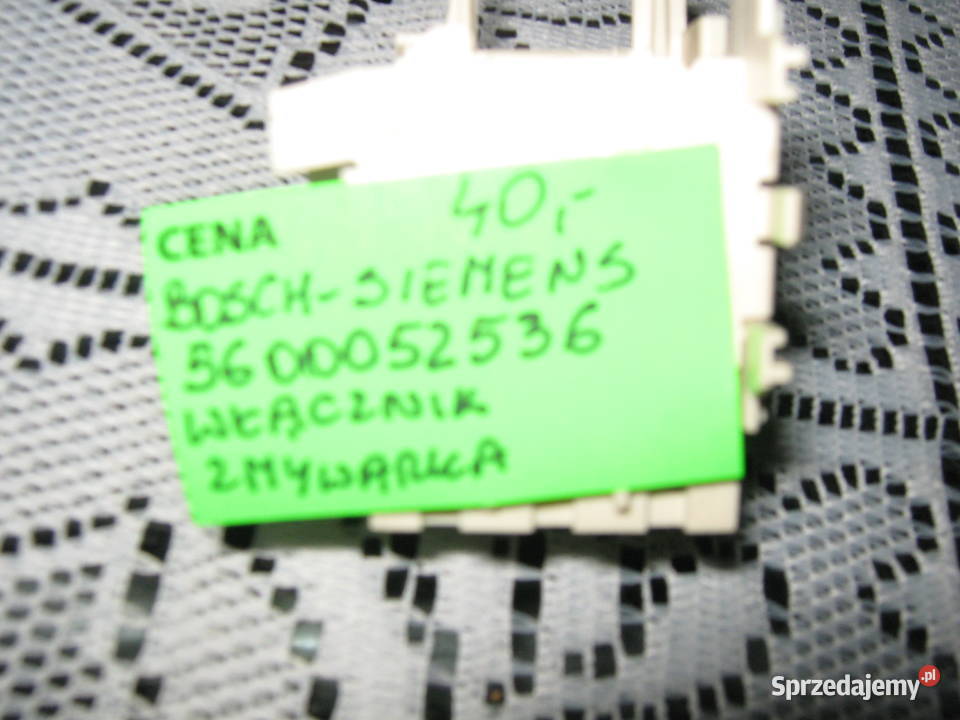 CENA 40,-
BOSCH-SIEMENS
5600052536
WŁĄCZNIK
ZMYWARKA
Sprzedajemy.pl